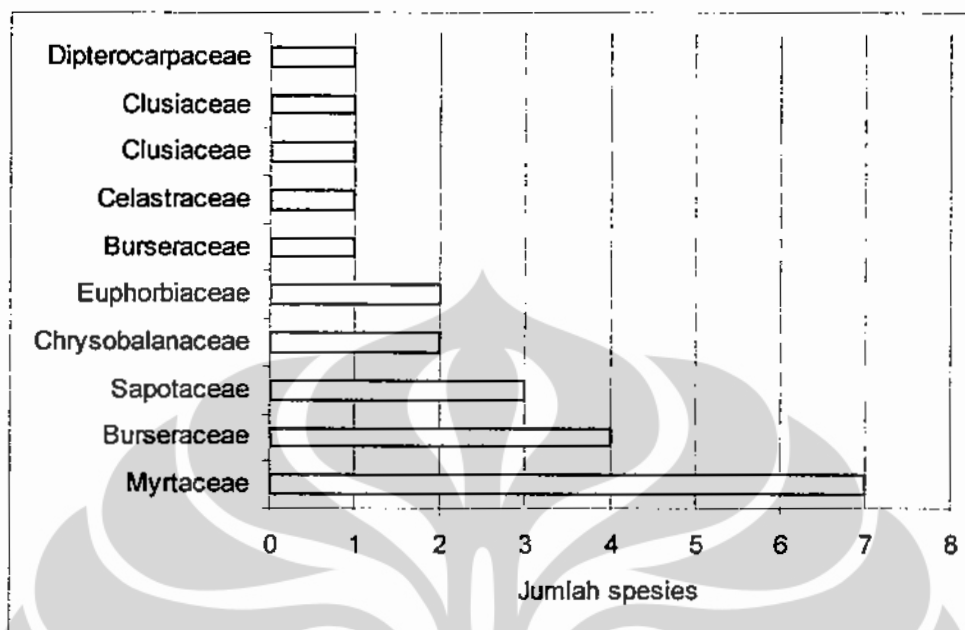 Dipterocarpaceae
Clusiaceae
Clusiaceae
Celastraceae
Burseraceae
Euphorbiaceae
Chrysobalanaceae
Sapotaceae
Burseraceae
Myrtaceae
0 1 2 3 4 5 6 7 8
Jumlah spesies